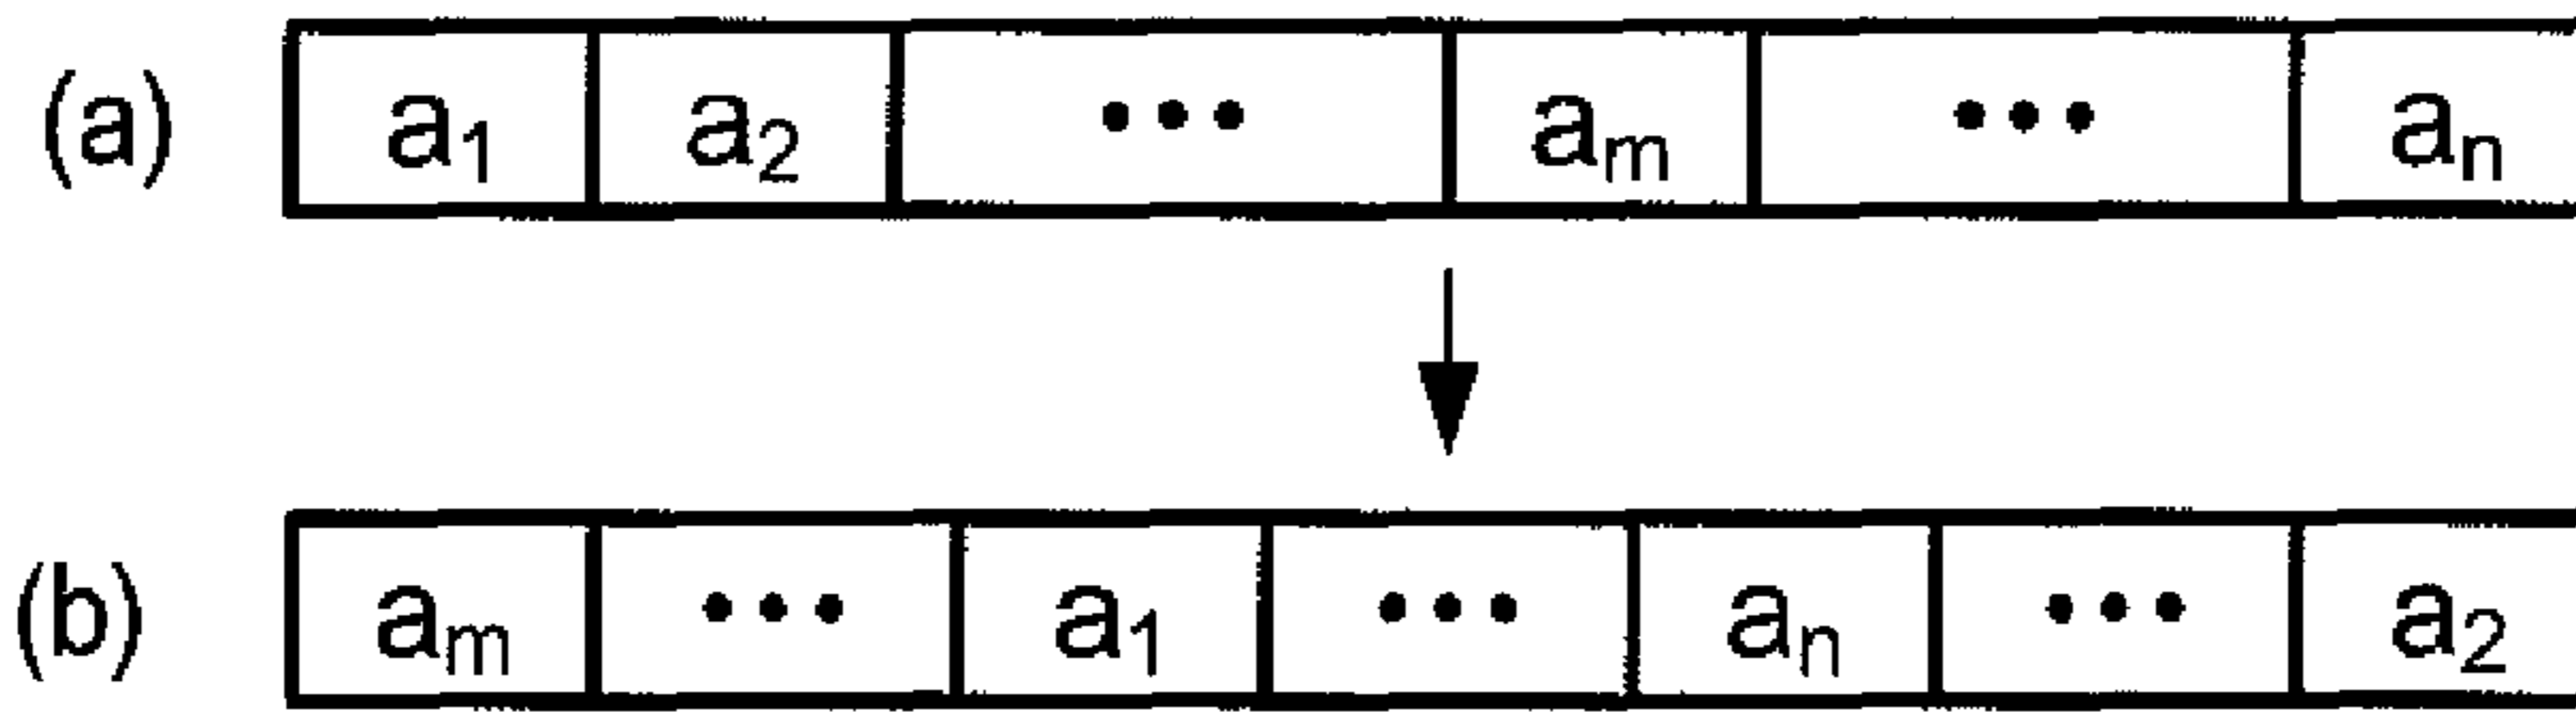 (a) a₁ a₂ ••• aₘ ••• aₙ
(b) aₘ ••• a₁ ••• aₙ ••• a₂